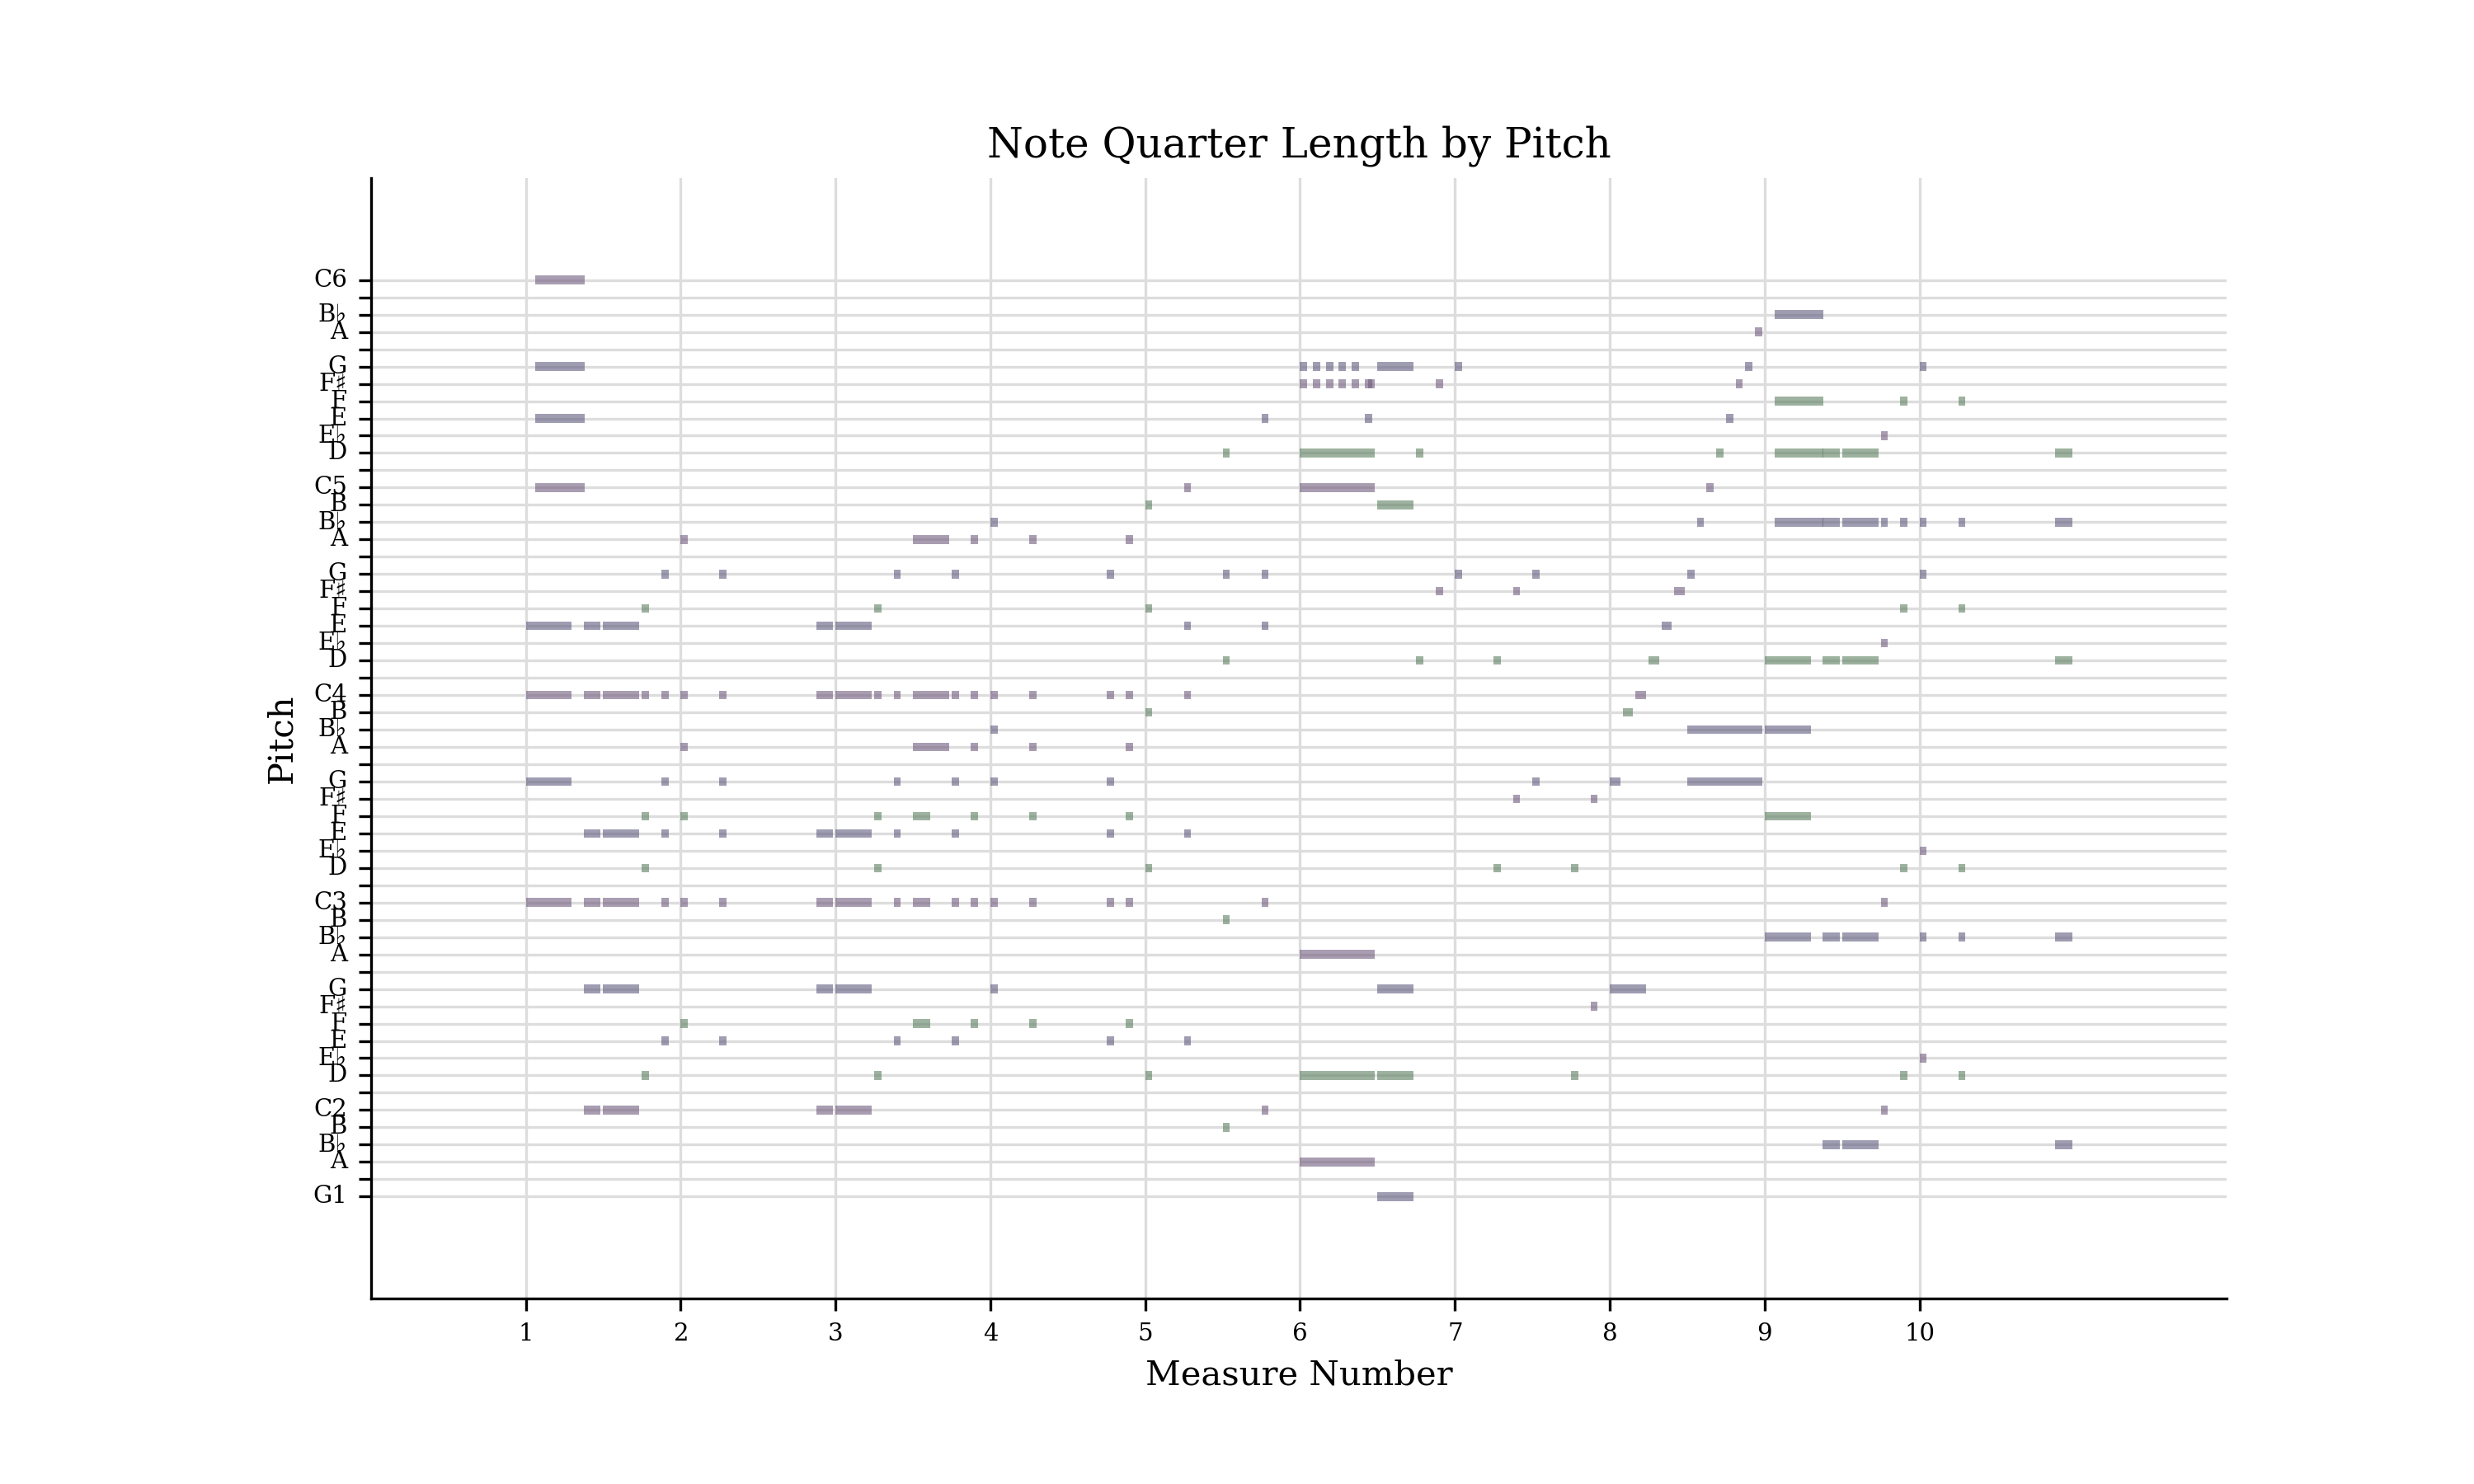 Note Quarter Length by Pitch
C6
B♭
A
G
F♯
F
E
E♭
D
C5
B
B♭
A
G
F♯
F
E
E♭
D
C4
B
B♭
A
G
F♯
F
E
E♭
D
C3
B
B♭
A
G
F♯
F
E
E♭
D
C2
B
B♭
A
G1
Pitch
1 2 3 4 5 6 7 8 9 10
Measure Number